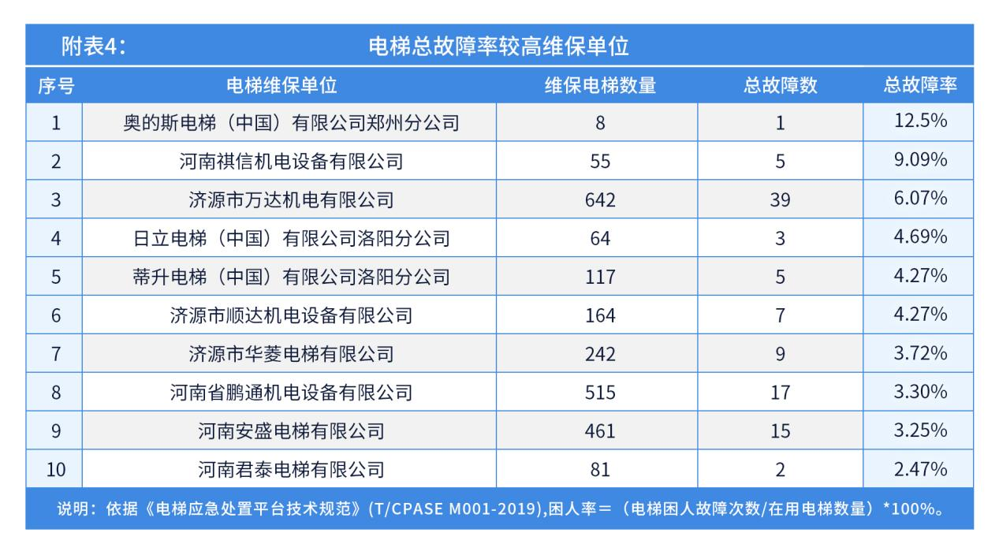 附表4： 电梯总故障率较高维保单位
序号 电梯维保单位 维保电梯数量 总故障数 总故障率
1 奥的斯电梯（中国）有限公司郑州分公司 8 1 12.5%
2 河南祺信机电设备有限公司 55 5 9.09%
3 济源市万达机电有限公司 642 39 6.07%
4 日立电梯（中国）有限公司洛阳分公司 64 3 4.69%
5 蒂升电梯（中国）有限公司洛阳分公司 117 5 4.27%
6 济源市顺达机电设备有限公司 164 7 4.27%
7 济源市华菱电梯有限公司 242 9 3.72%
8 河南省鹏通机电设备有限公司 515 17 3.30%
9 河南安盛电梯有限公司 461 15 3.25%
10 河南君泰电梯有限公司 81 2 2.47%
说明：依据《电梯应急处置平台技术规范》(T/CPASE M001-2019),困人率＝（电梯困人故障次数/在用电梯数量）*100%。